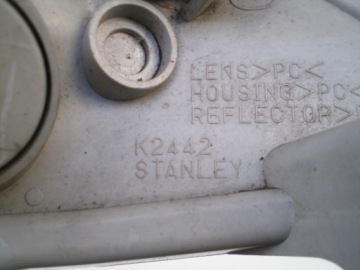 LENS>PC<
HOUSING>PC<
REFLECTOR>
K2442
STANLEY